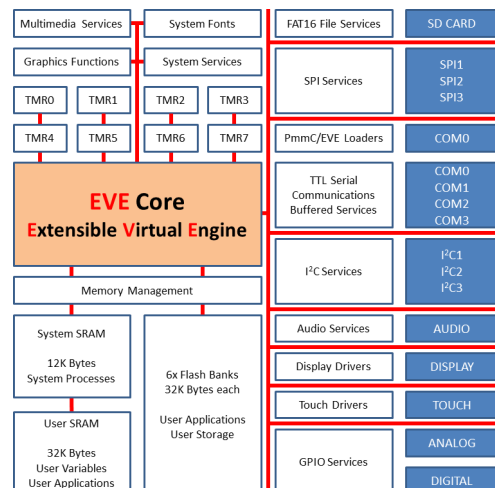 Multimedia Services
System Fonts
FAT16 File Services
SD CARD
Graphics Functions
System Services
SPI Services
SPI1
SPI2
SPI3
TMR0
TMR1
TMR2
TMR3
TMR4
TMR5
TMR6
TMR7
PmmC/EVE Loaders
COM0
EVE Core
Extensible Virtual Engine
TTL Serial
Communications
Buffered Services
COM0
COM1
COM2
COM3
I²C Services
I²C1
I²C2
I²C3
Memory Management
System SRAM
12K Bytes
System Processes
6x Flash Banks
32K Bytes each
User Applications
User Storage
Audio Services
AUDIO
Display Drivers
DISPLAY
Touch Drivers
TOUCH
User SRAM
32K Bytes
User Variables
User Applications
GPIO Services
ANALOG
DIGITAL